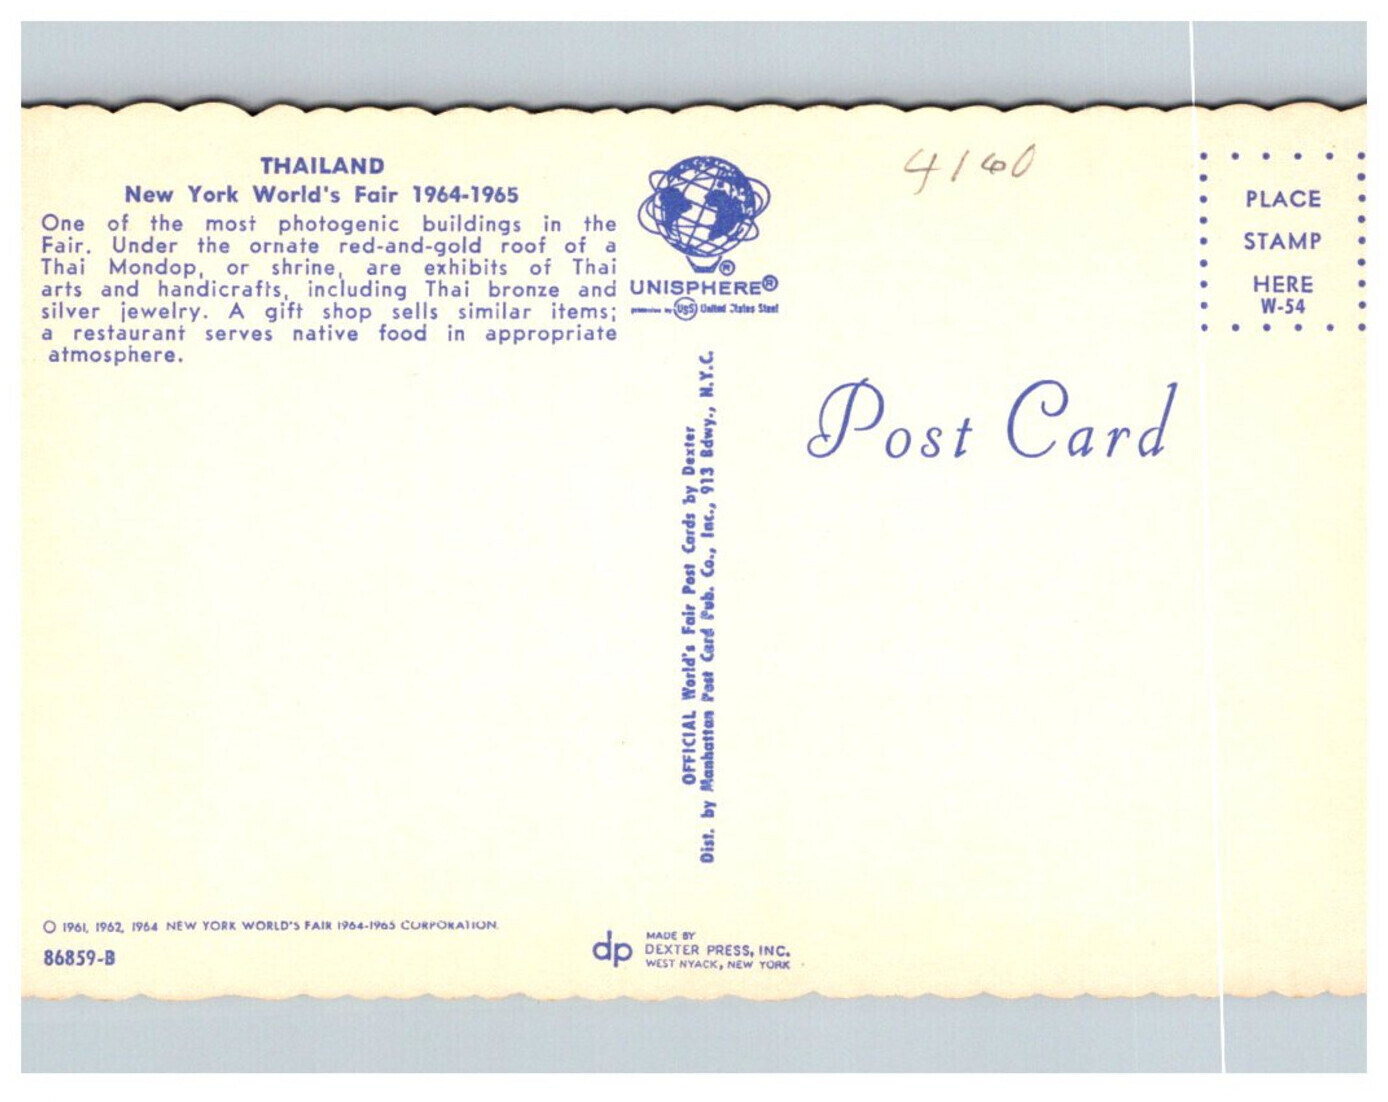 THAILAND
New York World's Fair 1964-1965
One of the most photogenic buildings in the
Fair. Under the ornate red-and-gold roof of a
Thai Mondop, or shrine, are exhibits of Thai
arts and handicrafts, including Thai bronze and
silver jewelry. A gift shop sells similar items;
a restaurant serves native food in appropriate
atmosphere.
UNISPHERE®
presented by USS United States Steel
OFFICIAL World's Fair Post Cards by Dexter
Dist. by Manhattan Post Card Pub. Co., Inc., 913 Bdwy., N.Y.C.
4160
PLACE
STAMP
HERE
W-54
Post Card
© 1961, 1962, 1964 NEW YORK WORLD'S FAIR 1964-1965 CORPORATION.
86859-B
dp
MADE BY
DEXTER PRESS, INC.
WEST NYACK, NEW YORK